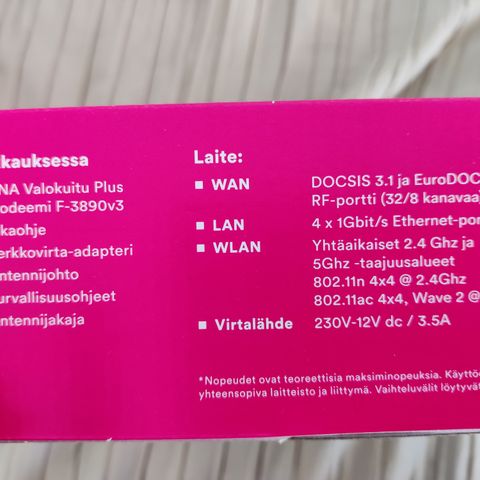 kauksessa
NA Valokuitu Plus
odeemi F-3890v3
kaohje
erkkovirta-adapteri
ntennijohto
urvallisuusohjeet
ntennijakaja
Laite:
▪ WAN DOCSIS 3.1 ja EuroDOC
RF-portti (32/8 kanavaa)
▪ LAN 4 x 1Gbit/s Ethernet-por
▪ WLAN Yhtäaikaiset 2.4 Ghz ja
5Ghz -taajuusalueet
802.11n 4x4 @ 2.4Ghz
802.11ac 4x4, Wave 2 @
▪ Virtalähde 230V-12V dc / 3.5A
*Nopeudet ovat teoreettisia maksiminopeuksia. Käyttöe
yhteensopiva laitteisto ja liittymä. Vaihteluvälit löytyvät